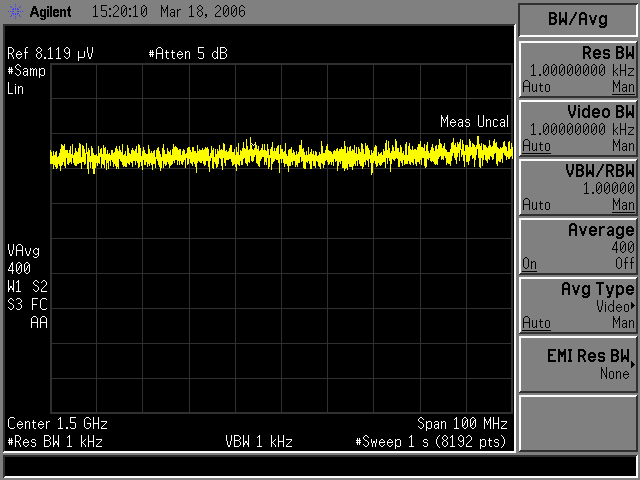 Agilent 15:20:10 Mar 18, 2006
BW/Avg
Ref 8.119 µV #Atten 5 dB
#Samp
Lin
Meas Uncal
VAvg
400
W1 S2
S3 FC
AA
Center 1.5 GHz Span 100 MHz
#Res BW 1 kHz VBW 1 kHz #Sweep 1 s (8192 pts)
Res BW
1.00000000 kHz
Auto Man
Video BW
1.00000000 kHz
Auto Man
VBW/RBW
1.00000
Auto Man
Average
400
On Off
Avg Type
Video
Auto Man
EMI Res BW
None